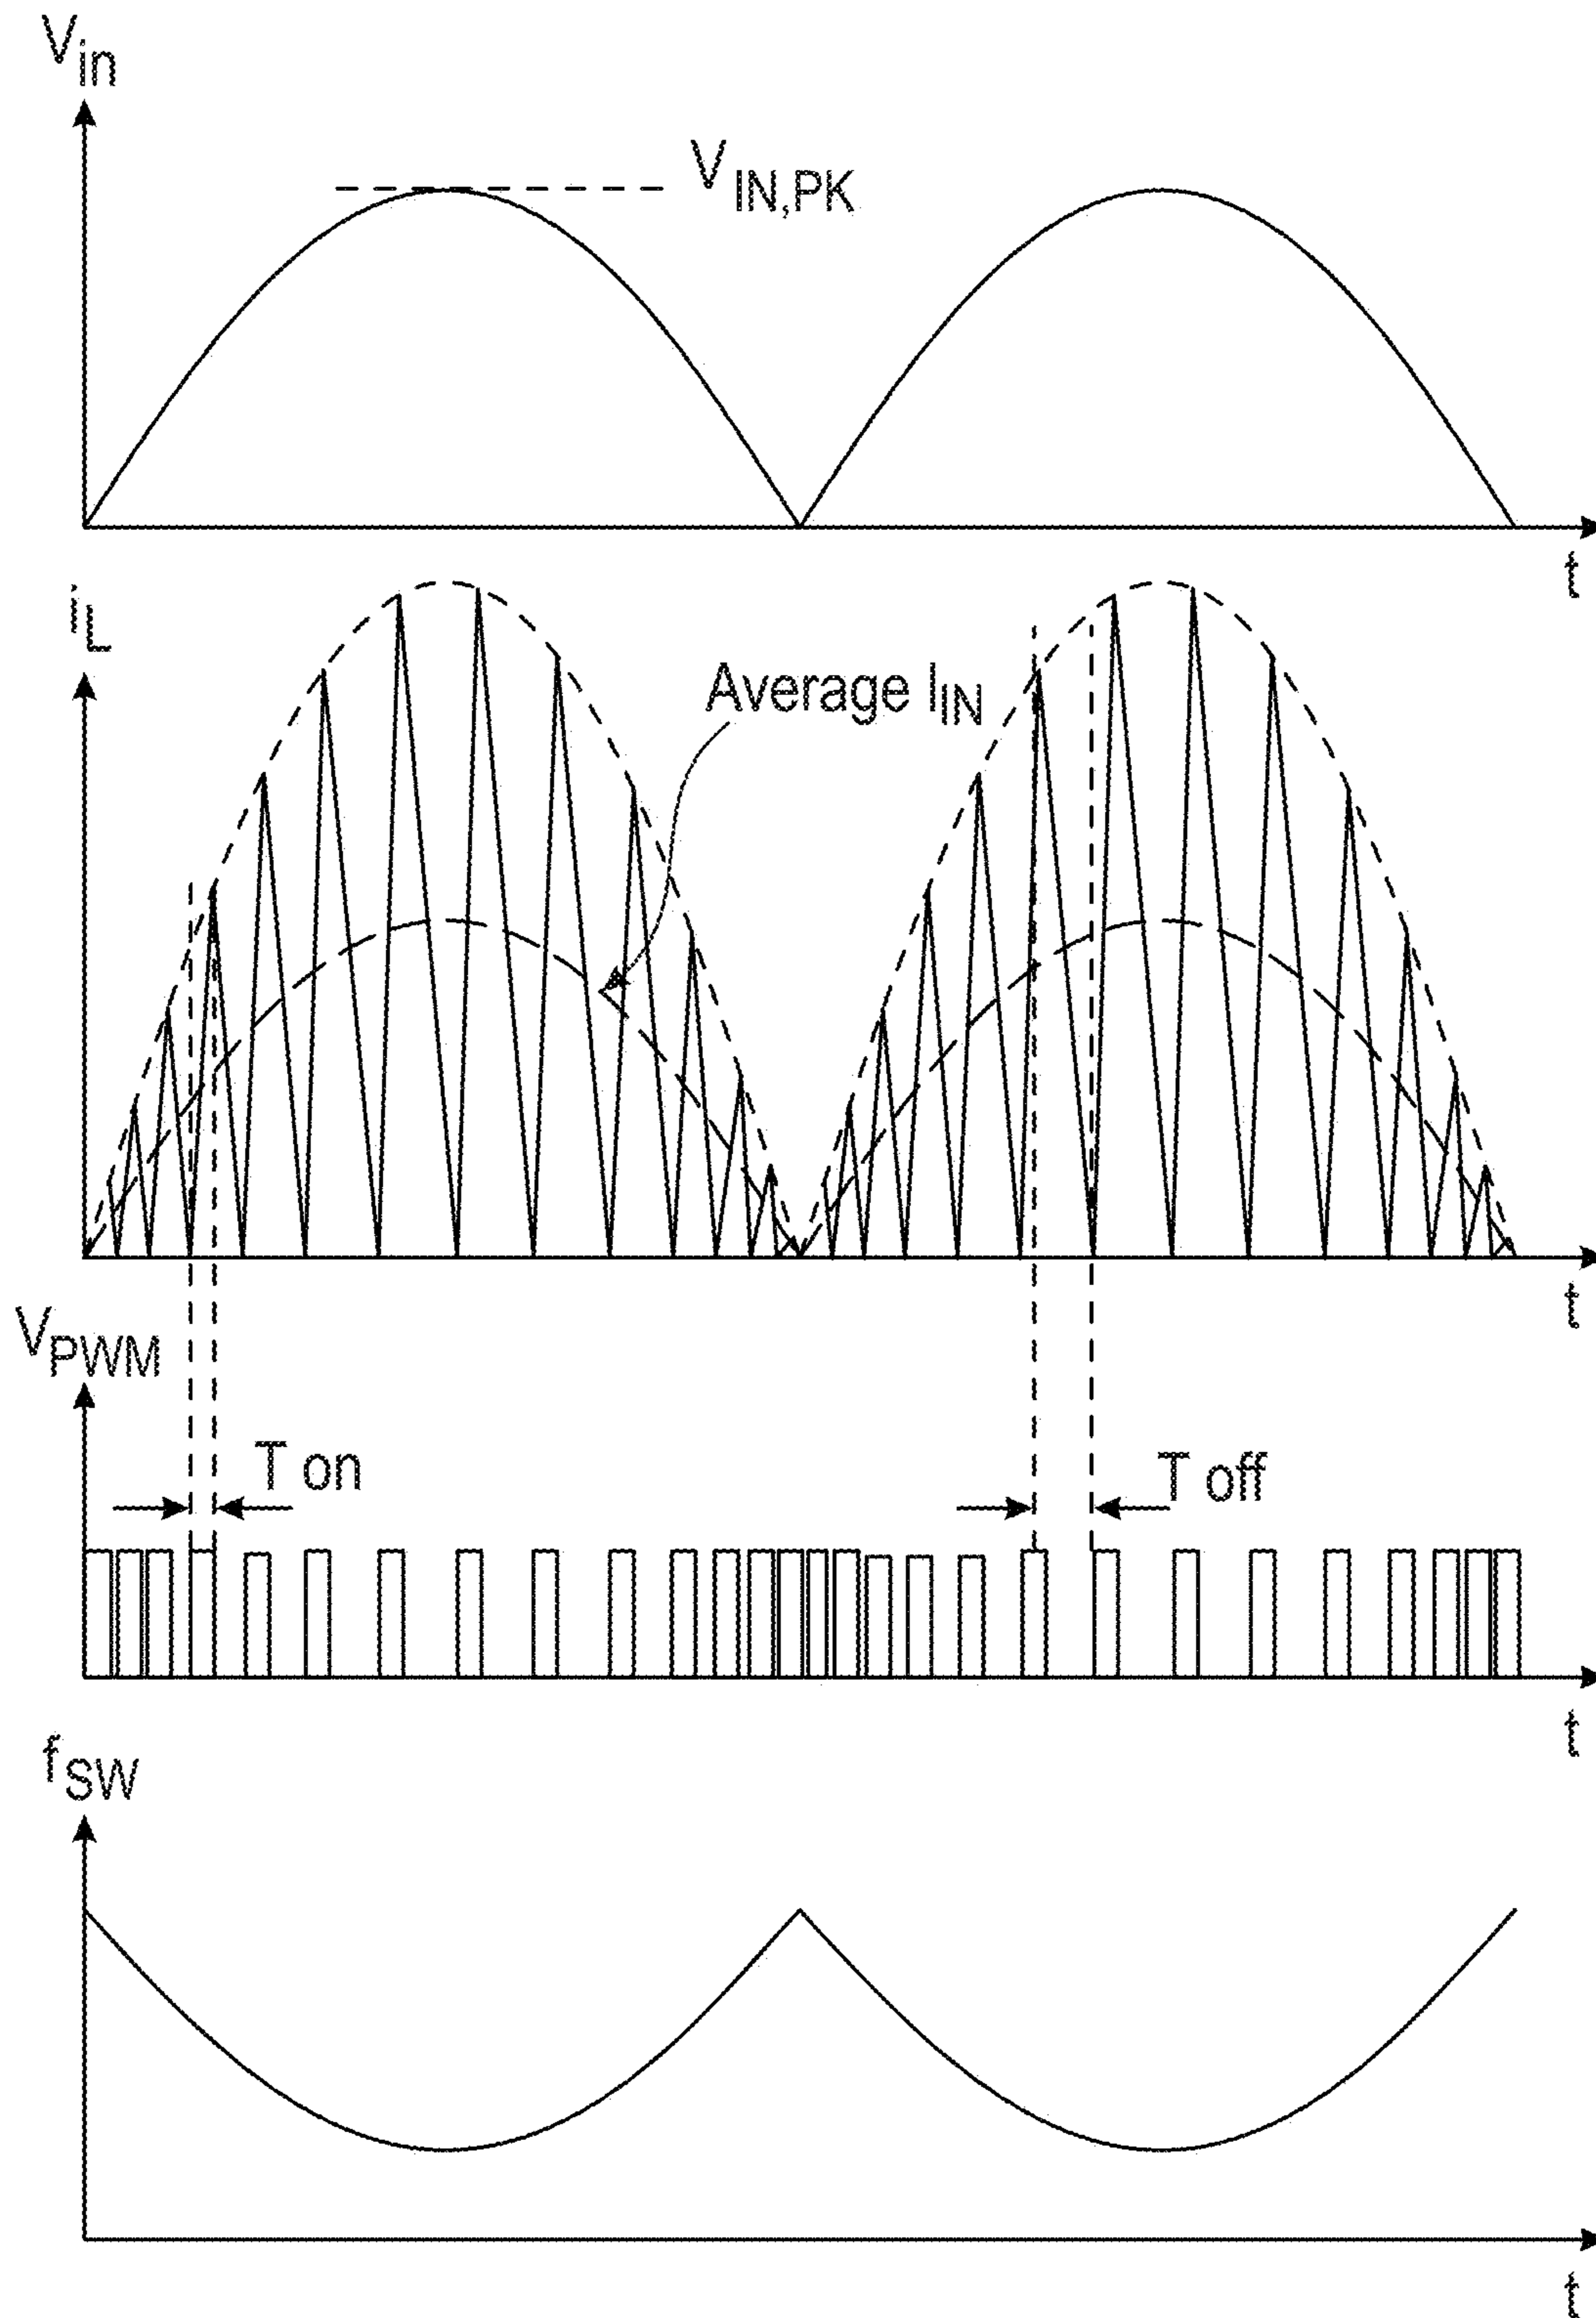 Vin
VIN,PK
t
iL
Average IIN
t
VPWM
T on
T off
t
fSW
t